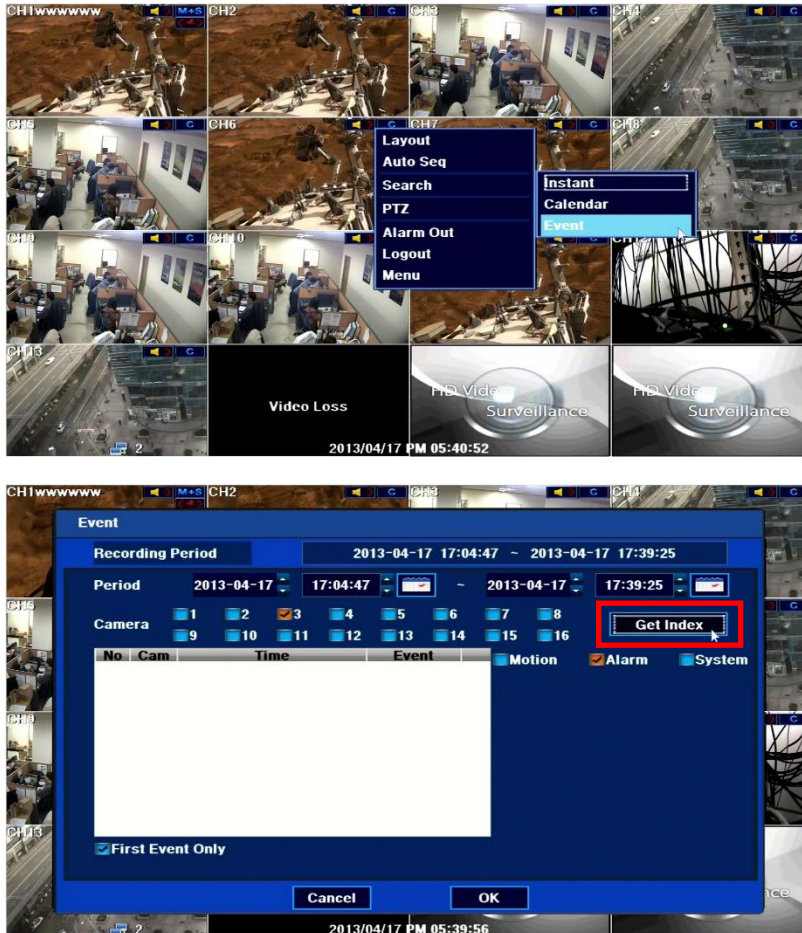 CH1wwwwww M+S CH2 C CH3 C CH4 C
CH5 C CH6 CH7 CH8 C
Layout
Auto Seq
Search
PTZ
Alarm Out
Logout
Menu
Instant
Calendar
Event
CH9 C CH10 C
CH13 C
Video Loss
HD Video
Surveillance
HD Video
Surveillance
2
2013/04/17 PM 05:40:52
CH1wwwwww M+S CH2 C CH3 C CH4 C
Event
Recording Period 2013-04-17 17:04:47 ~ 2013-04-17 17:39:25
Period 2013-04-17 17:04:47 ~ 2013-04-17 17:39:25
Camera 1 2 3 4 5 6 7 8
9 10 11 12 13 14 15 16
Get Index
No Cam Time Event
Motion Alarm System
CH5
CH9
CH13
First Event Only
Cancel OK
2
2013/04/17 PM 05:39:56